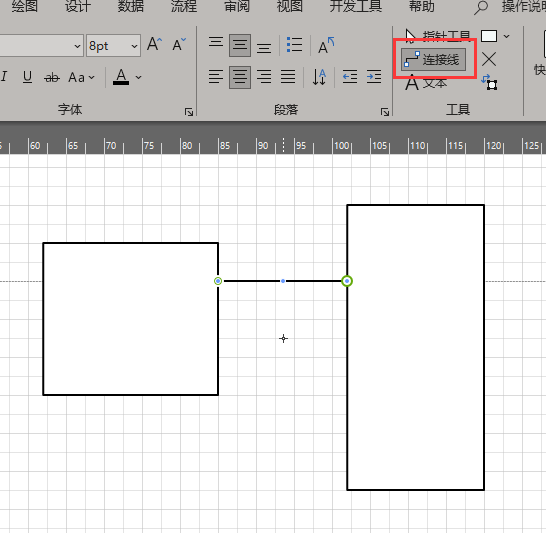 绘图 设计 数据 流程 审阅 视图 开发工具 帮助 操作说明
8pt A A A
指针工具
I U ab Aa A 连接线
A 文本
字体 段落 工具
60 65 70 75 80 85 90 95 100 105 110 115 120 125